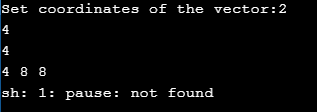 Set coordinates of the vector:2
4
4
4 8 8
sh: 1: pause: not found